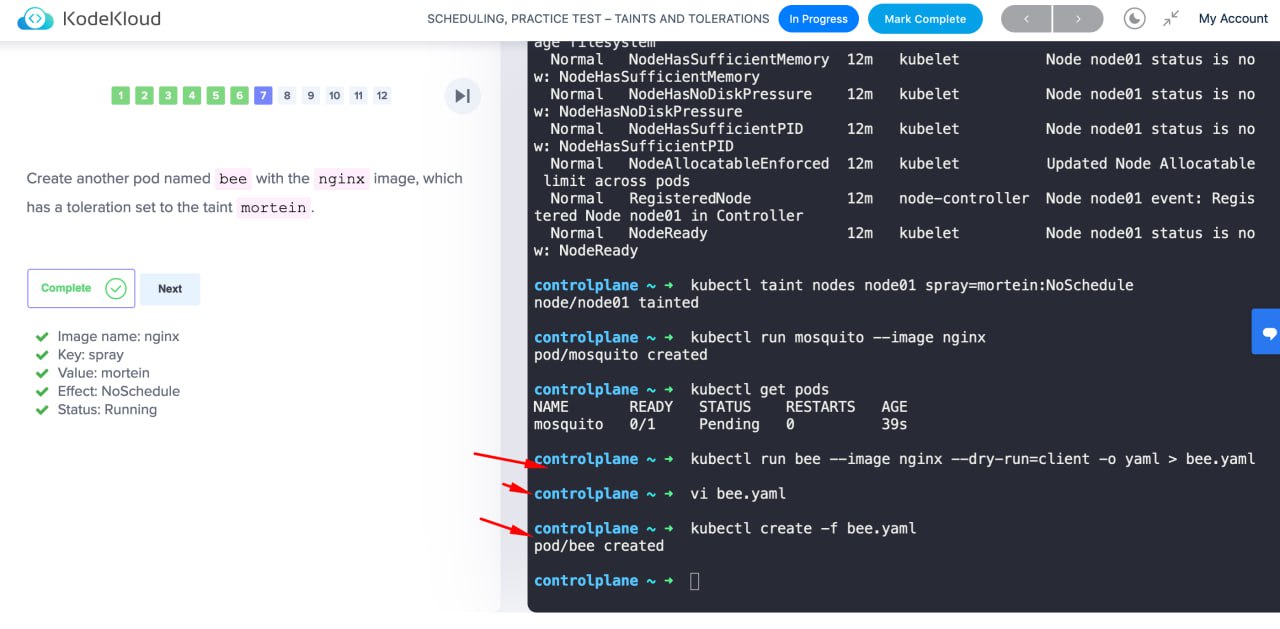 KodeKloud
SCHEDULING, PRACTICE TEST – TAINTS AND TOLERATIONS
In Progress
Mark Complete
My Account
1 2 3 4 5 6 7 8 9 10 11 12
Create another pod named bee with the nginx image, which
has a toleration set to the taint mortein.
Complete
Next
Image name: nginx
Key: spray
Value: mortein
Effect: NoSchedule
Status: Running
age filesystem
Normal NodeHasSufficientMemory 12m kubelet Node node01 status is no
w: NodeHasSufficientMemory
Normal NodeHasNoDiskPressure 12m kubelet Node node01 status is no
w: NodeHasNoDiskPressure
Normal NodeHasSufficientPID 12m kubelet Node node01 status is no
w: NodeHasSufficientPID
Normal NodeAllocatableEnforced 12m kubelet Updated Node Allocatable
limit across pods
Normal RegisteredNode 12m node-controller Node node01 event: Regis
tered Node node01 in Controller
Normal NodeReady 12m kubelet Node node01 status is no
w: NodeReady
controlplane ~ ➜ kubectl taint nodes node01 spray=mortein:NoSchedule
node/node01 tainted
controlplane ~ ➜ kubectl run mosquito --image nginx
pod/mosquito created
controlplane ~ ➜ kubectl get pods
NAME READY STATUS RESTARTS AGE
mosquito 0/1 Pending 0 39s
controlplane ~ ➜ kubectl run bee --image nginx --dry-run=client -o yaml > bee.yaml
controlplane ~ ➜ vi bee.yaml
controlplane ~ ➜ kubectl create -f bee.yaml
pod/bee created
controlplane ~ ➜